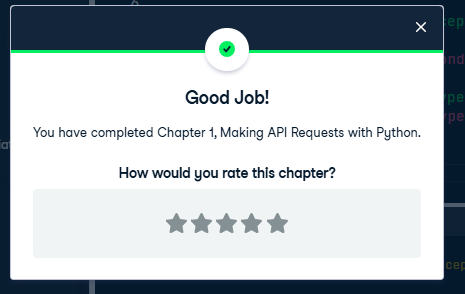 Good Job!
You have completed Chapter 1, Making API Requests with Python.
How would you rate this chapter?